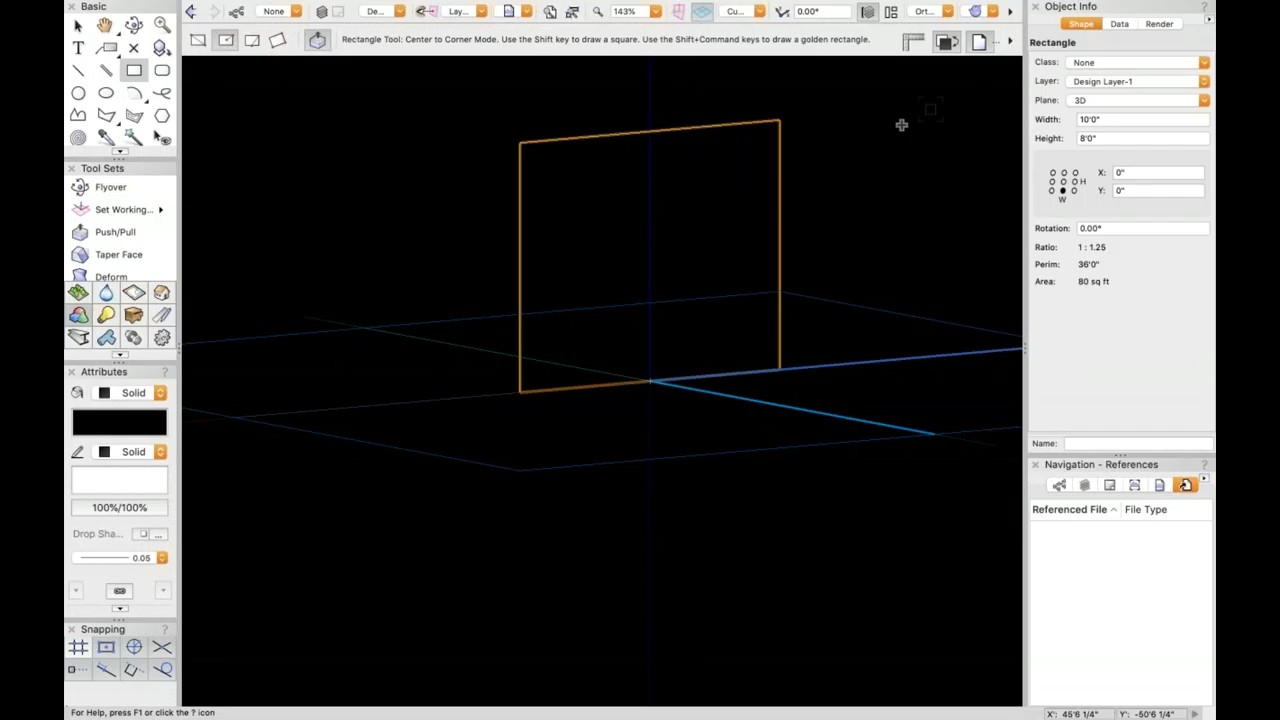 Basic
None
De...
Lay...
143%
Cu...
0.00°
Ort...
Rectangle: Center to Corner Mode. Use the Shift key to draw a square. Use the Shift+Command keys to draw a golden rectangle.
Tool Sets
Flyover
Set Working...
Push/Pull
Taper Face
Deform
Attributes
Solid
Solid
100%/100%
Drop Sha...
...
0.05
Snapping
For Help, press F1 or click the ? icon
Object Info
Shape
Data
Render
Rectangle
Class: None
Layer: Design Layer-1
Plane: 3D
Width: 10'0"
Height: 8'0"
H
W
X: 0"
Y: 0"
Rotation: 0.00°
Ratio: 1 : 1.25
Perim: 36'0"
Area: 80 sq ft
Name:
Navigation - References
Referenced File
File Type
X': 45'6 1/4"
Y': -50'6 1/4"